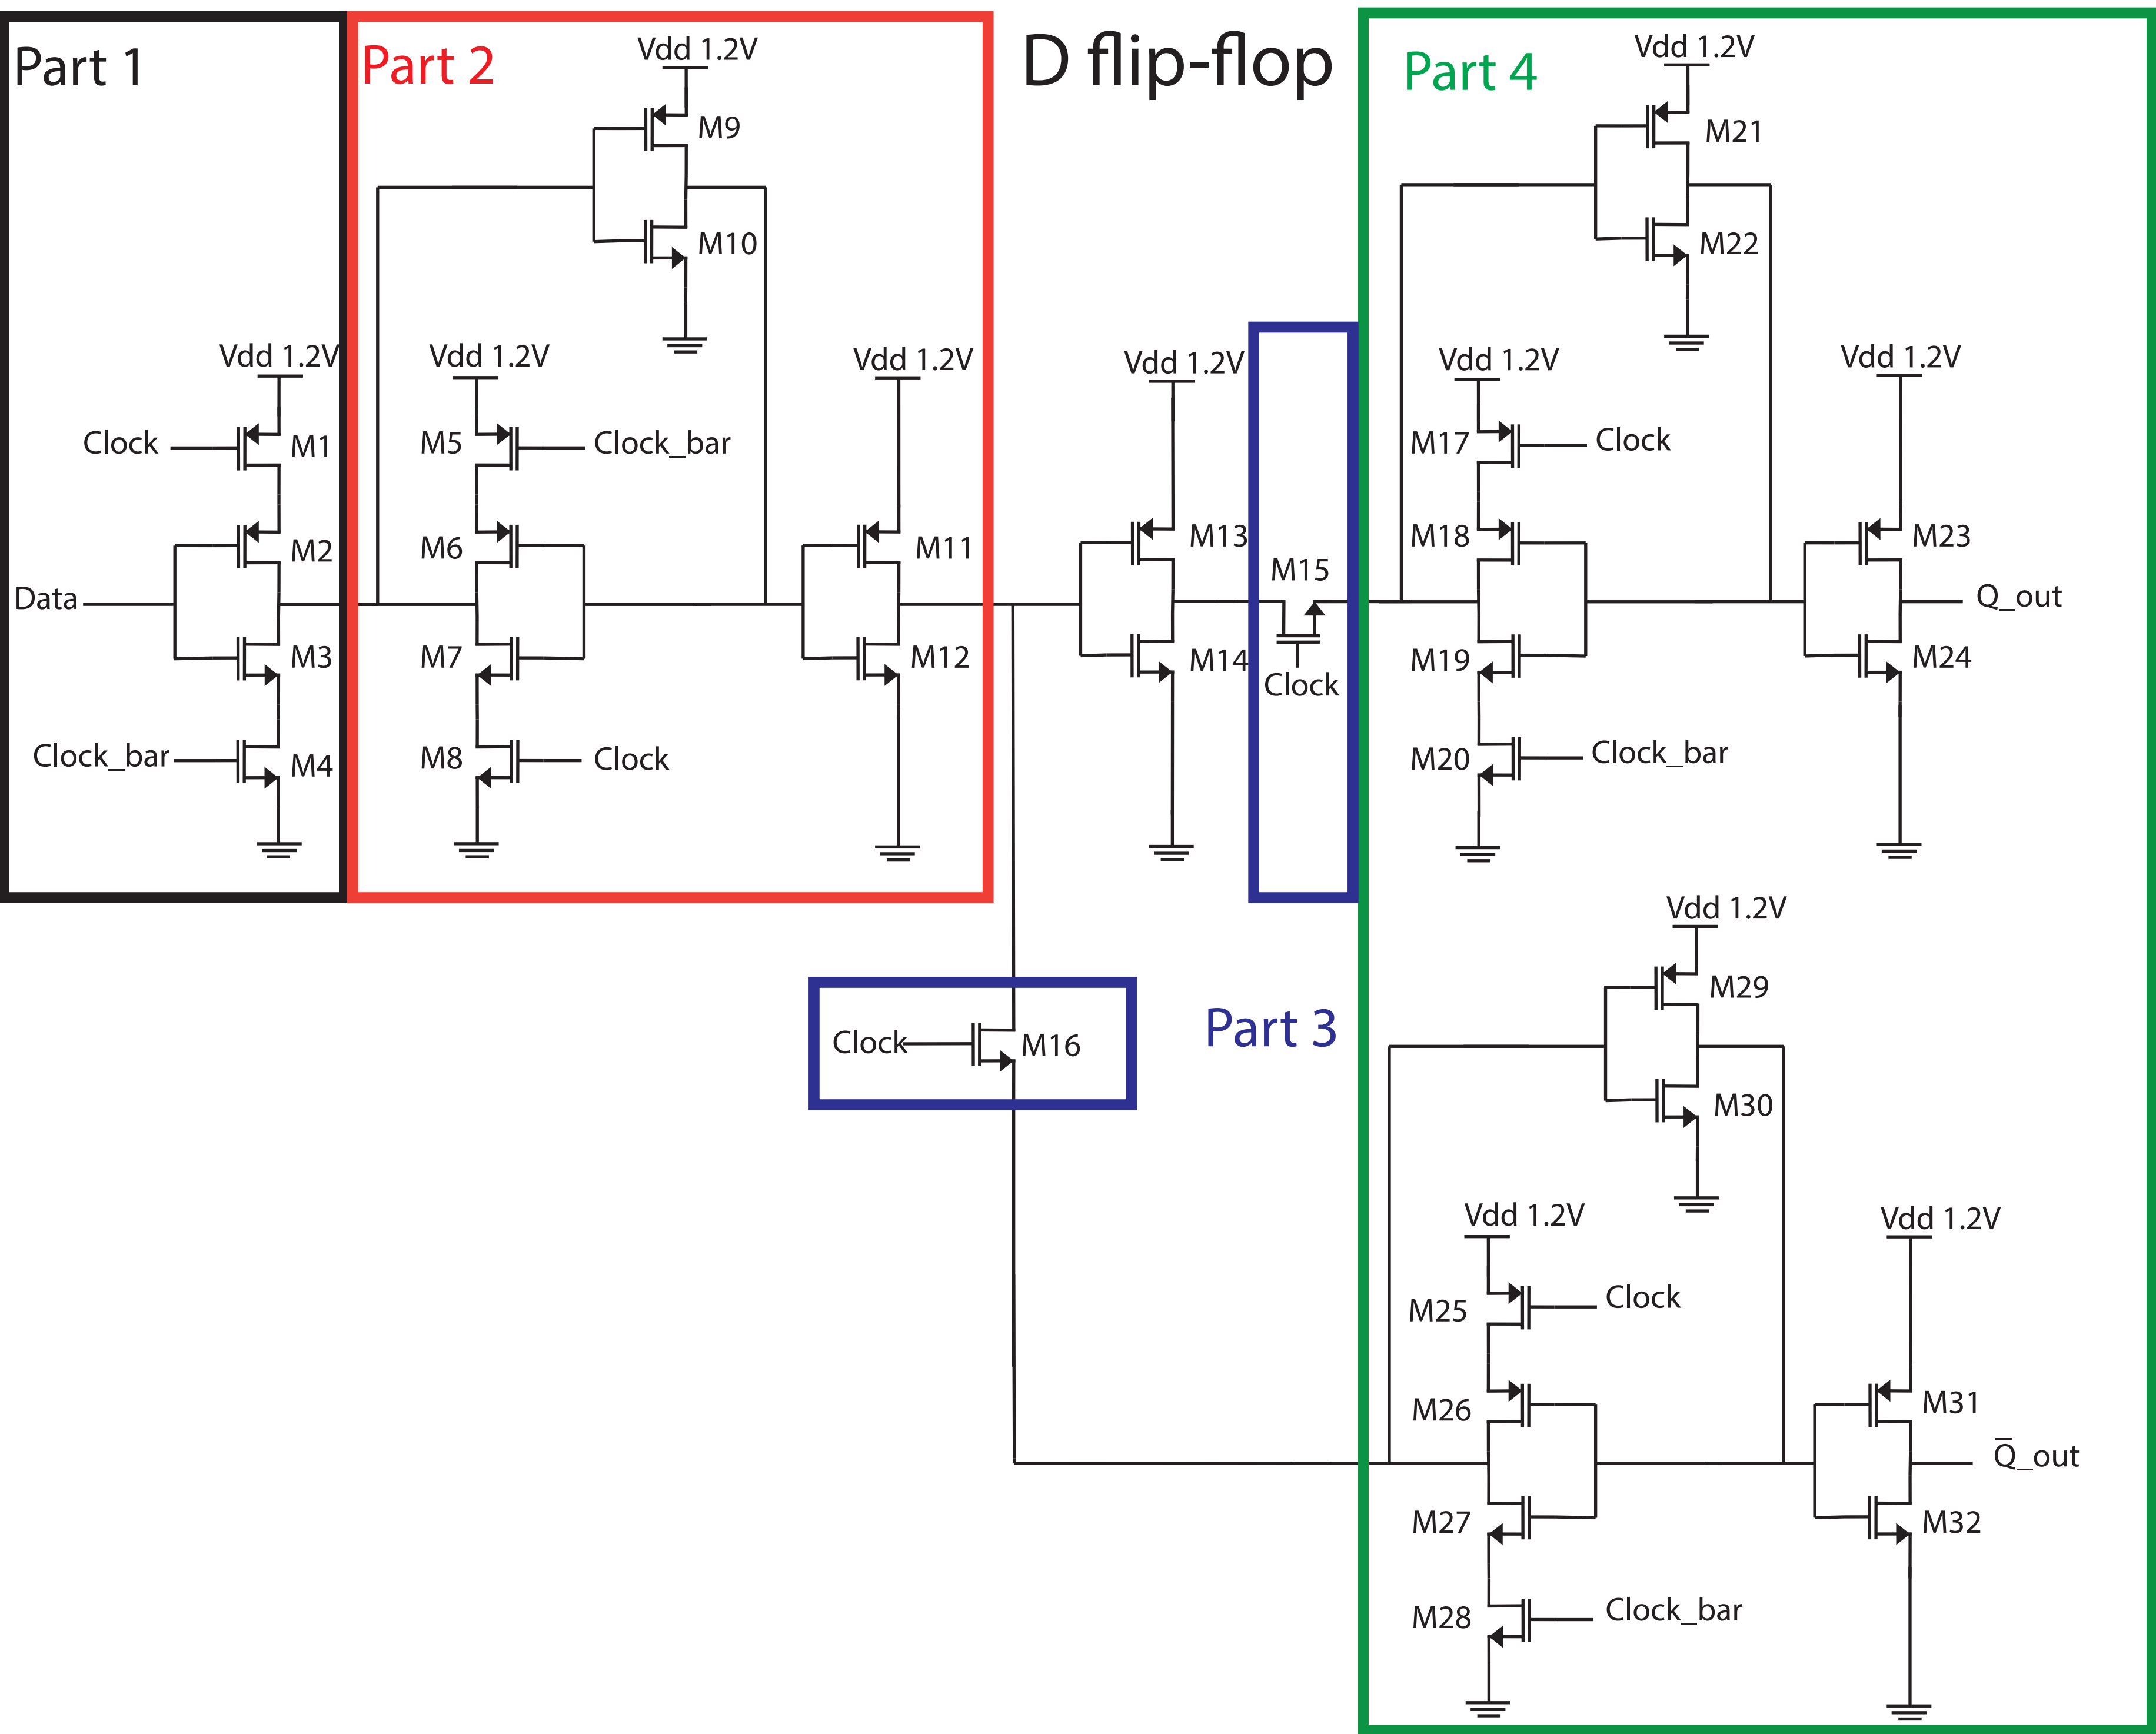 Part 1
Part 2
D flip-flop
Part 4
Vdd 1.2V
M9
M10
Vdd 1.2V
M21
M22
Vdd 1.2V
Clock
M1
M2
Data
M3
Clock_bar
M4
Vdd 1.2V
M5
Clock_bar
M6
M7
M8
Clock
Vdd 1.2V
M11
M12
Vdd 1.2V
M13
M14
M15
Clock
Vdd 1.2V
M17
Clock
M18
M19
M20
Clock_bar
Vdd 1.2V
M23
Q_out
M24
Clock
M16
Part 3
Vdd 1.2V
M29
M30
Vdd 1.2V
M25
Clock
M26
M27
M28
Clock_bar
Vdd 1.2V
M31
Q̅_out
M32